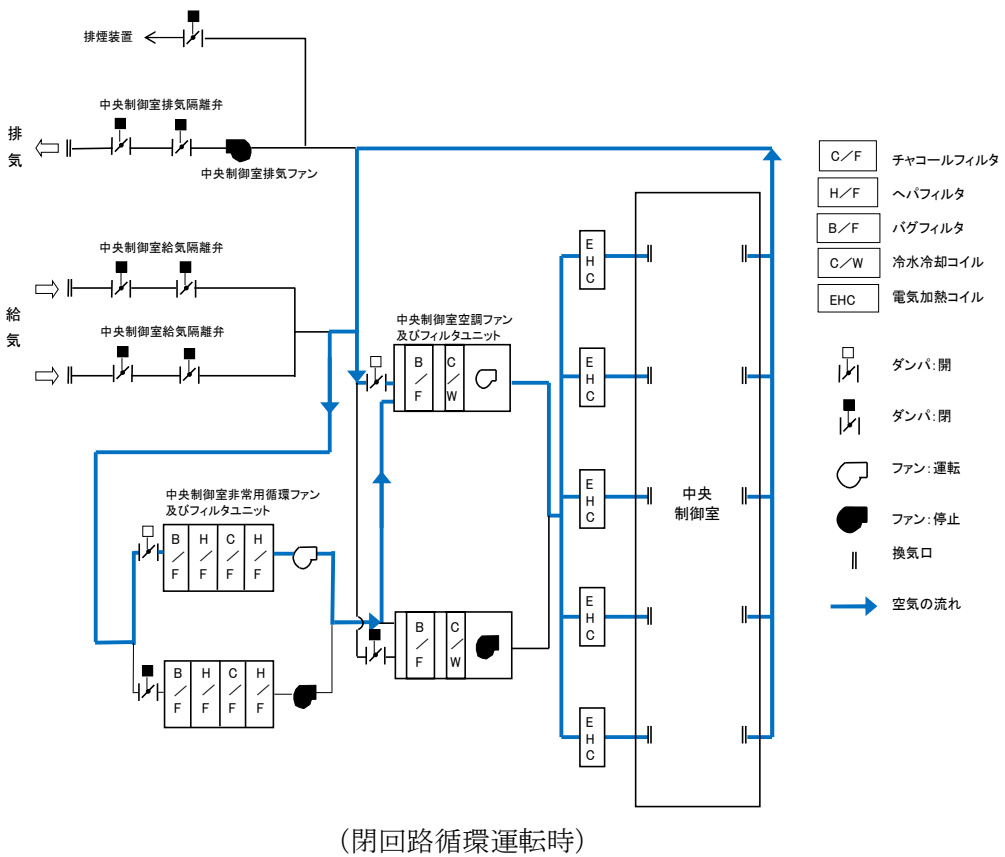 排煙装置
中央制御室排気隔離弁
排
気
中央制御室排気ファン
中央制御室給気隔離弁
給
気
中央制御室給気隔離弁
中央制御室空調ファン
及びフィルタユニット
B/F
C/W
中央制御室非常用循環ファン
及びフィルタユニット
B/F
H/F
C/F
H/F
B/F
H/F
C/F
H/F
B/F
C/W
EHC
EHC
EHC
EHC
EHC
中央
制御室
C/F チャコールフィルタ
H/F ヘパフィルタ
B/F バグフィルタ
C/W 冷水冷却コイル
EHC 電気加熱コイル
ダンパ:開
ダンパ:閉
ファン:運転
ファン:停止
換気口
空気の流れ
(閉回路循環運転時)